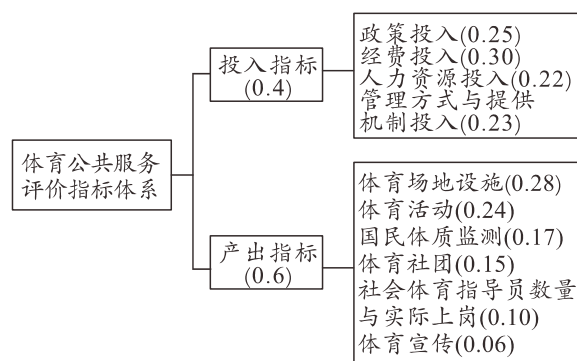 体育公共服务
评价指标体系
投入指标
(0.4)
政策投入(0.25)
经费投入(0.30)
人力资源投入(0.22)
管理方式与提供
机制投入(0.23)
产出指标
(0.6)
体育场地设施(0.28)
体育活动(0.24)
国民体质监测(0.17)
体育社团(0.15)
社会体育指导员数量
与实际上岗(0.10)
体育宣传(0.06)